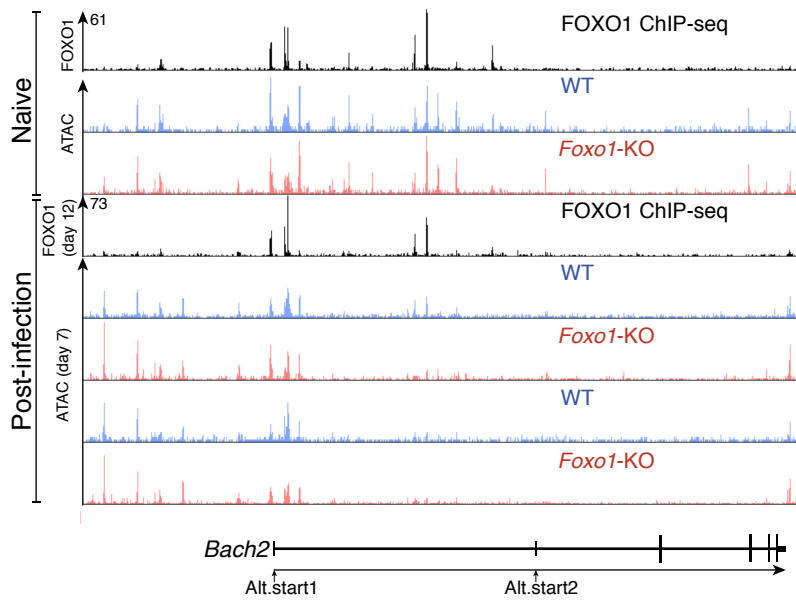 Naive
FOXO1
61
FOXO1 ChIP-seq
ATAC
WT
Foxo1-KO
Post-infection
FOXO1
(day 12)
73
FOXO1 ChIP-seq
ATAC (day 7)
WT
Foxo1-KO
WT
Foxo1-KO
Bach2
Alt.start1
Alt.start2